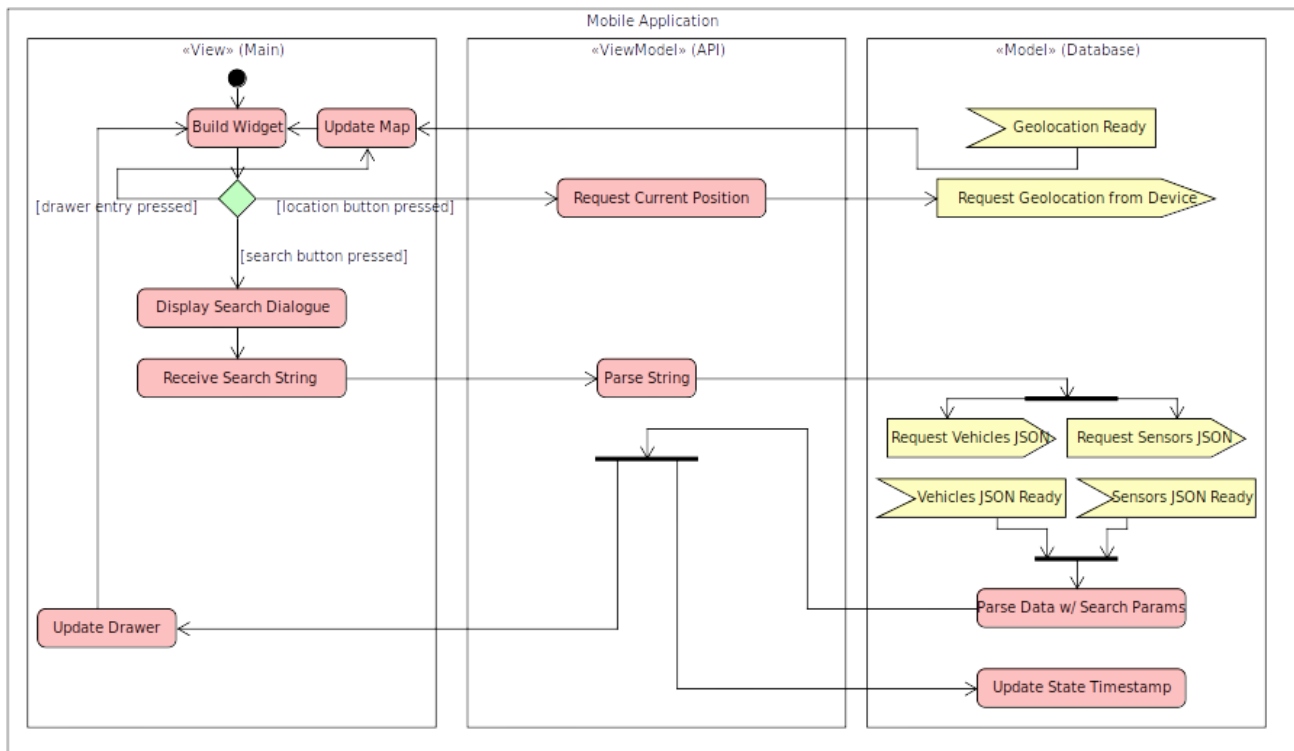 Mobile Application
«View» (Main)
«ViewModel» (API)
«Model» (Database)
Build Widget
Update Map
Geolocation Ready
[drawer entry pressed]
[location button pressed]
Request Current Position
Request Geolocation from Device
[search button pressed]
Display Search Dialogue
Receive Search String
Parse String
Request Vehicles JSON
Request Sensors JSON
Vehicles JSON Ready
Sensors JSON Ready
Parse Data w/ Search Params
Update Drawer
Update State Timestamp